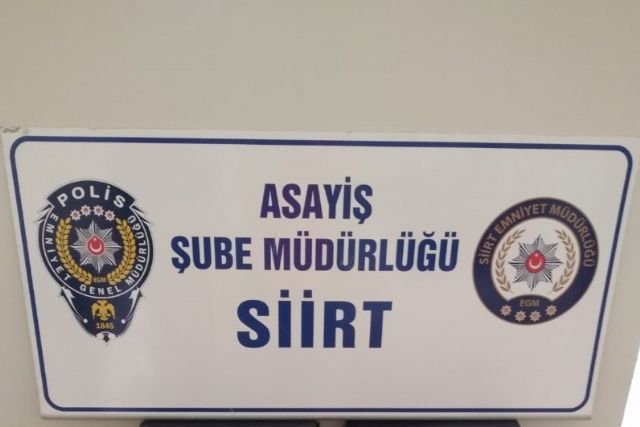 ASAYİŞ
ŞUBE MÜDÜRLÜĞÜ
SİİRT
POLİS
EMNİYET GENEL MÜDÜRLÜĞÜ
EGM
1845
SİİRT EMNİYET MÜDÜRLÜĞÜ
EGM